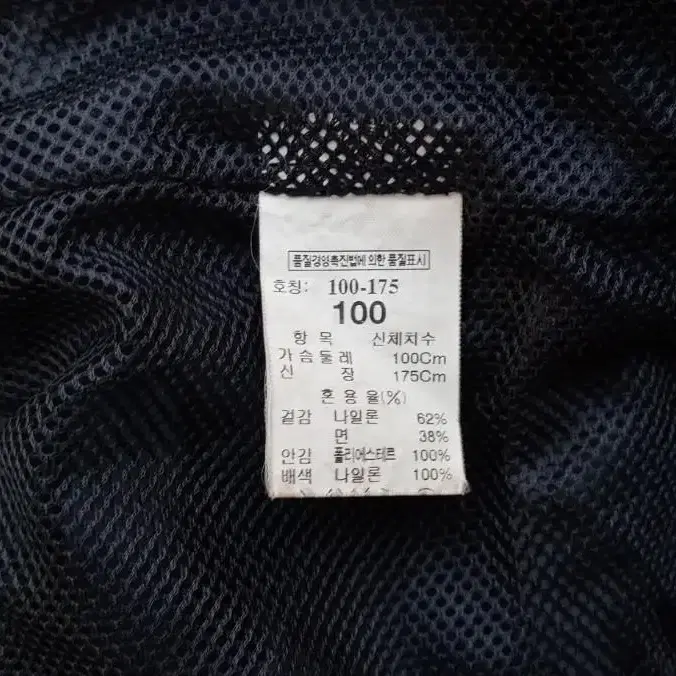 품질경영촉진법에 의한 품질표시
호칭: 100-175
100
항 목 신체치수
가슴둘레 100Cm
신 장 175Cm
혼 용 율(%)
겉감 나일론 62%
면 38%
안감 폴리에스테르 100%
배색 나일론 100%